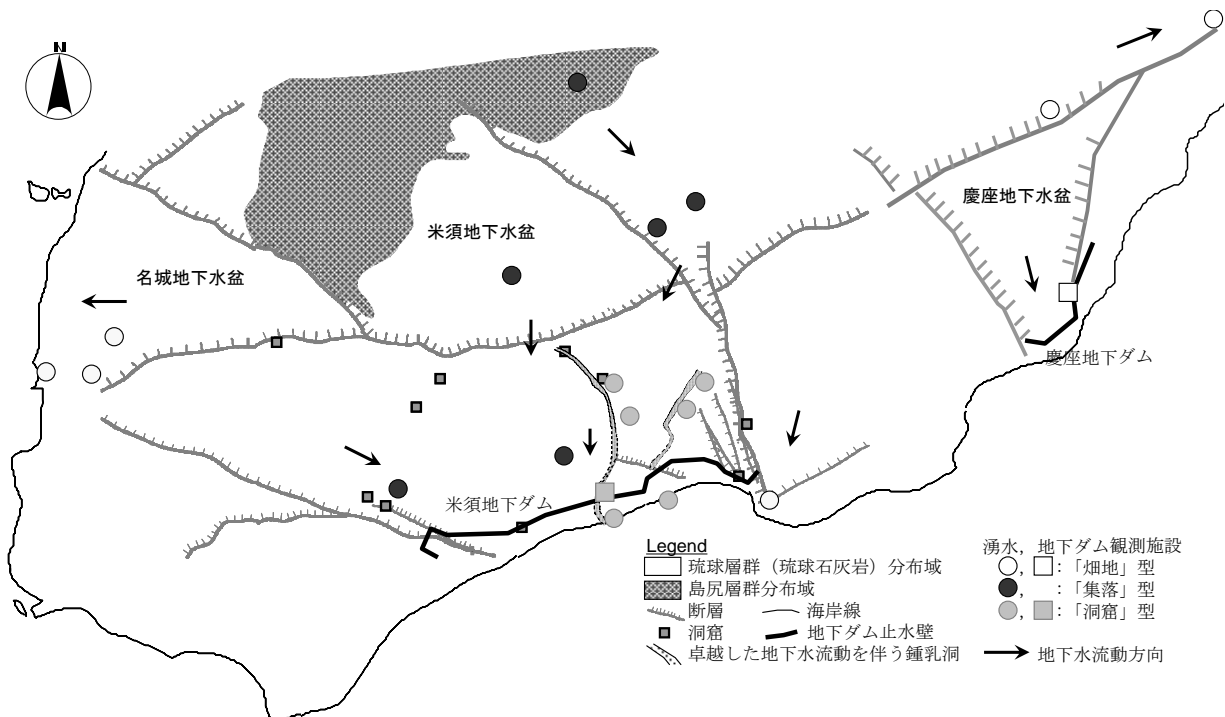 N
慶座地下水盆
米須地下水盆
名城地下水盆
慶座地下ダム
米須地下ダム
Legend
琉球層群（琉球石灰岩）分布域
島尻層群分布域
断層 海岸線
洞窟 地下ダム止水壁
卓越した地下水流動を伴う鍾乳洞
湧水，地下ダム観測施設
， ：「畑地」型
：「集落」型
， ：「洞窟」型
地下水流動方向